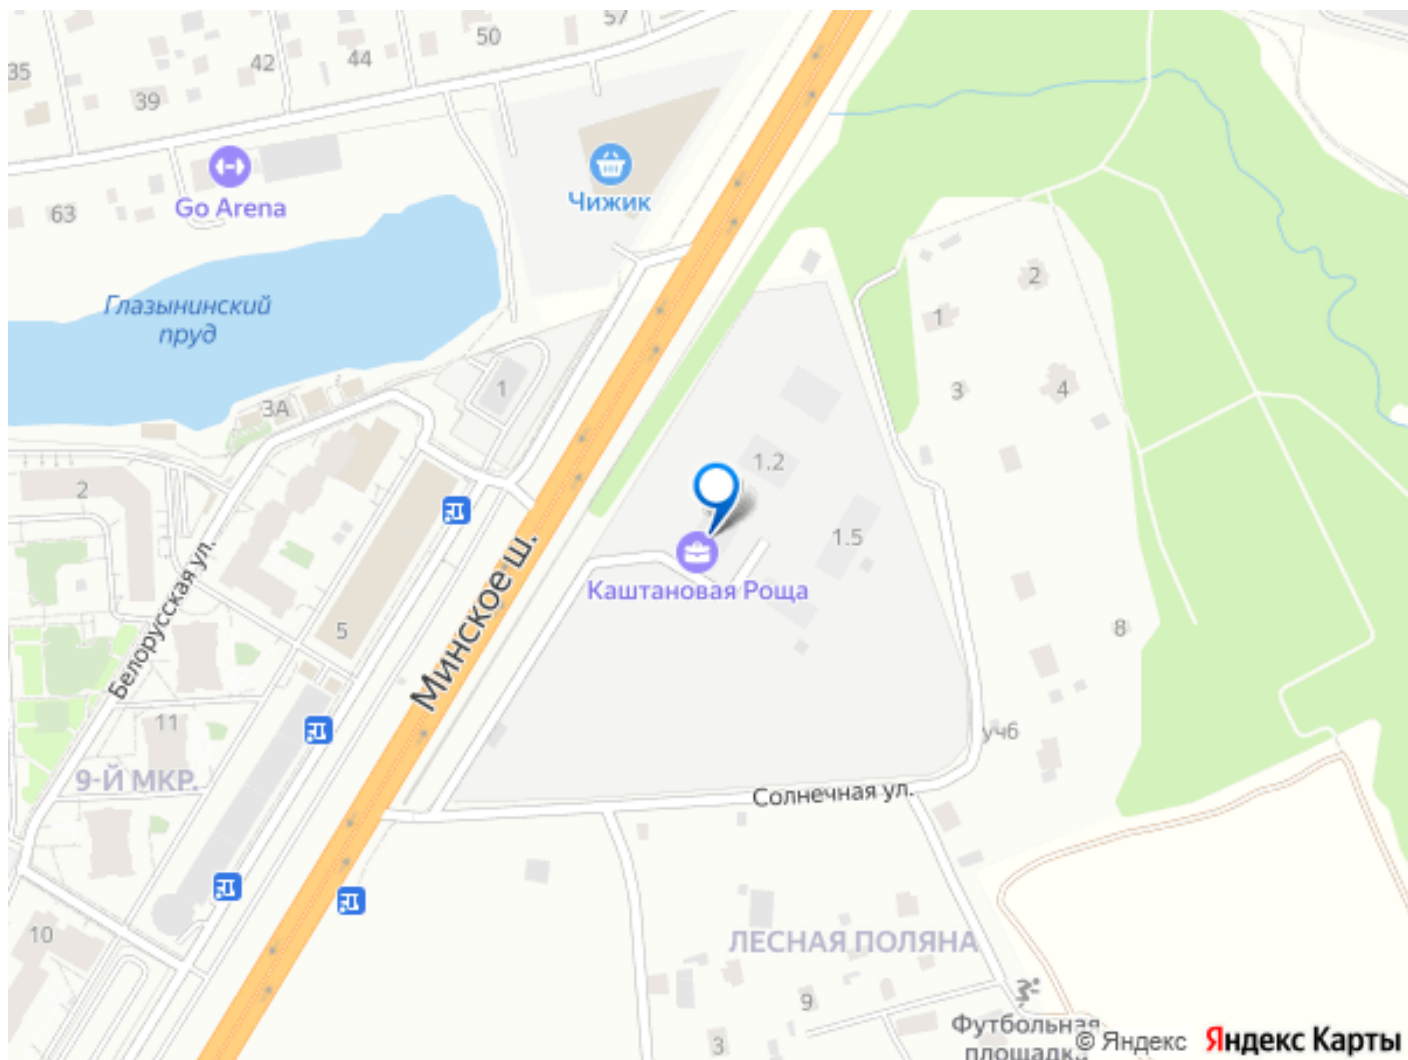 57
50
42
44
35
39
63
Go Arena
Чижик
Глазынинский
пруд
2
1
3
4
1
3А
1.2
2
1.5
Минское ш.
Каштановая Роща
Белорусская ул.
5
8
11
уч6
9-Й МКР.
Солнечная ул.
10
ЛЕСНАЯ ПОЛЯНА
9
3
Футбольная
площадка
© Яндекс
Яндекс Карты